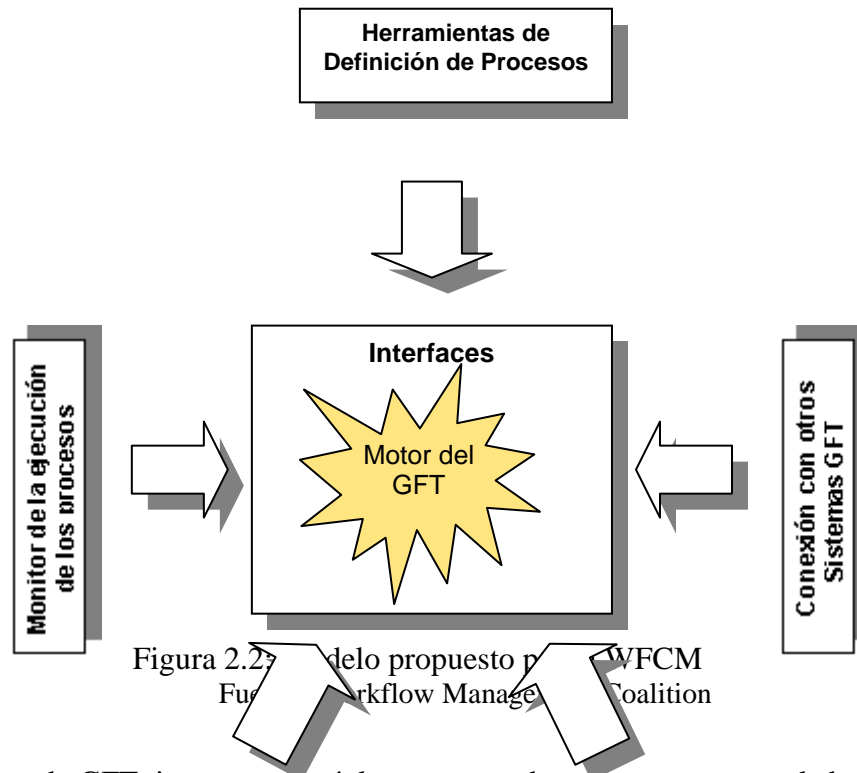 Herramientas de
Definición de Procesos
Interfaces
Motor del
GFT
Monitor de la ejecución
de los procesos
Conexión con otros
Sistemas GFT
Figura 2.2: delo propuesto p WFCM
Fue rkflow Manage Coalition